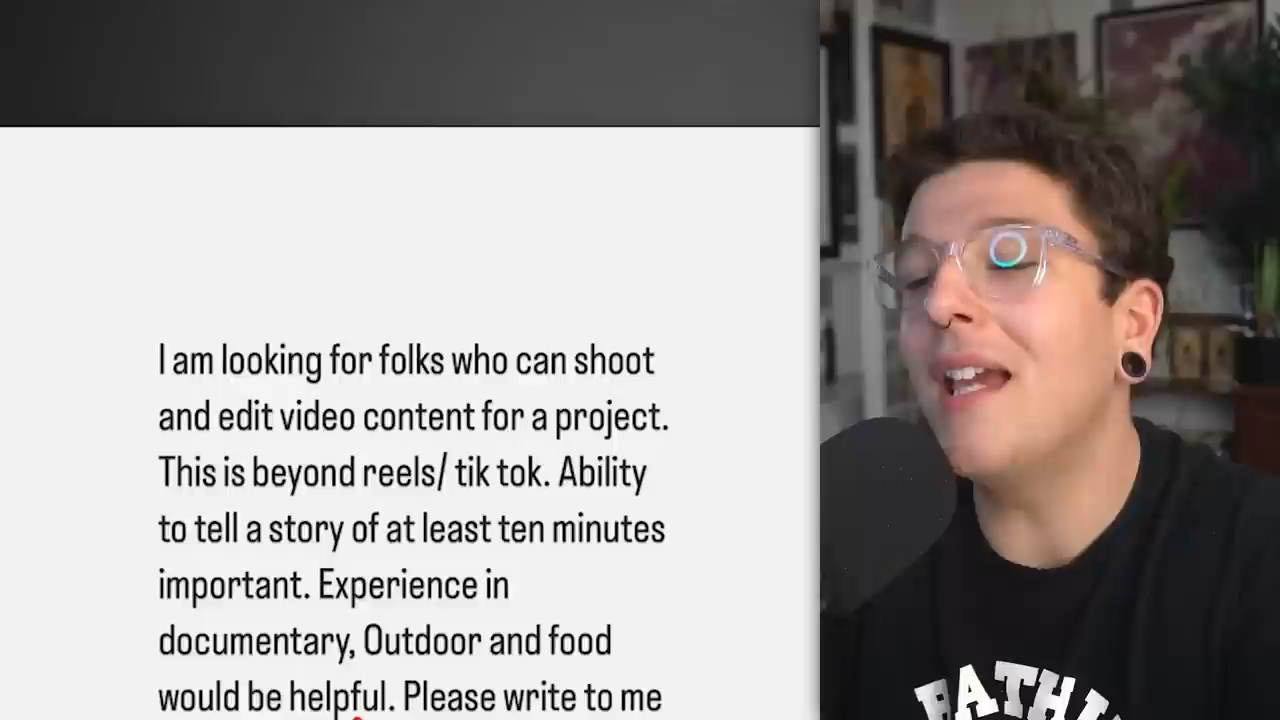 I am looking for folks who can shoot
and edit video content for a project.
This is beyond reels/ tik tok. Ability
to tell a story of at least ten minutes
important. Experience in
documentary, Outdoor and food
would be helpful. Please write to me